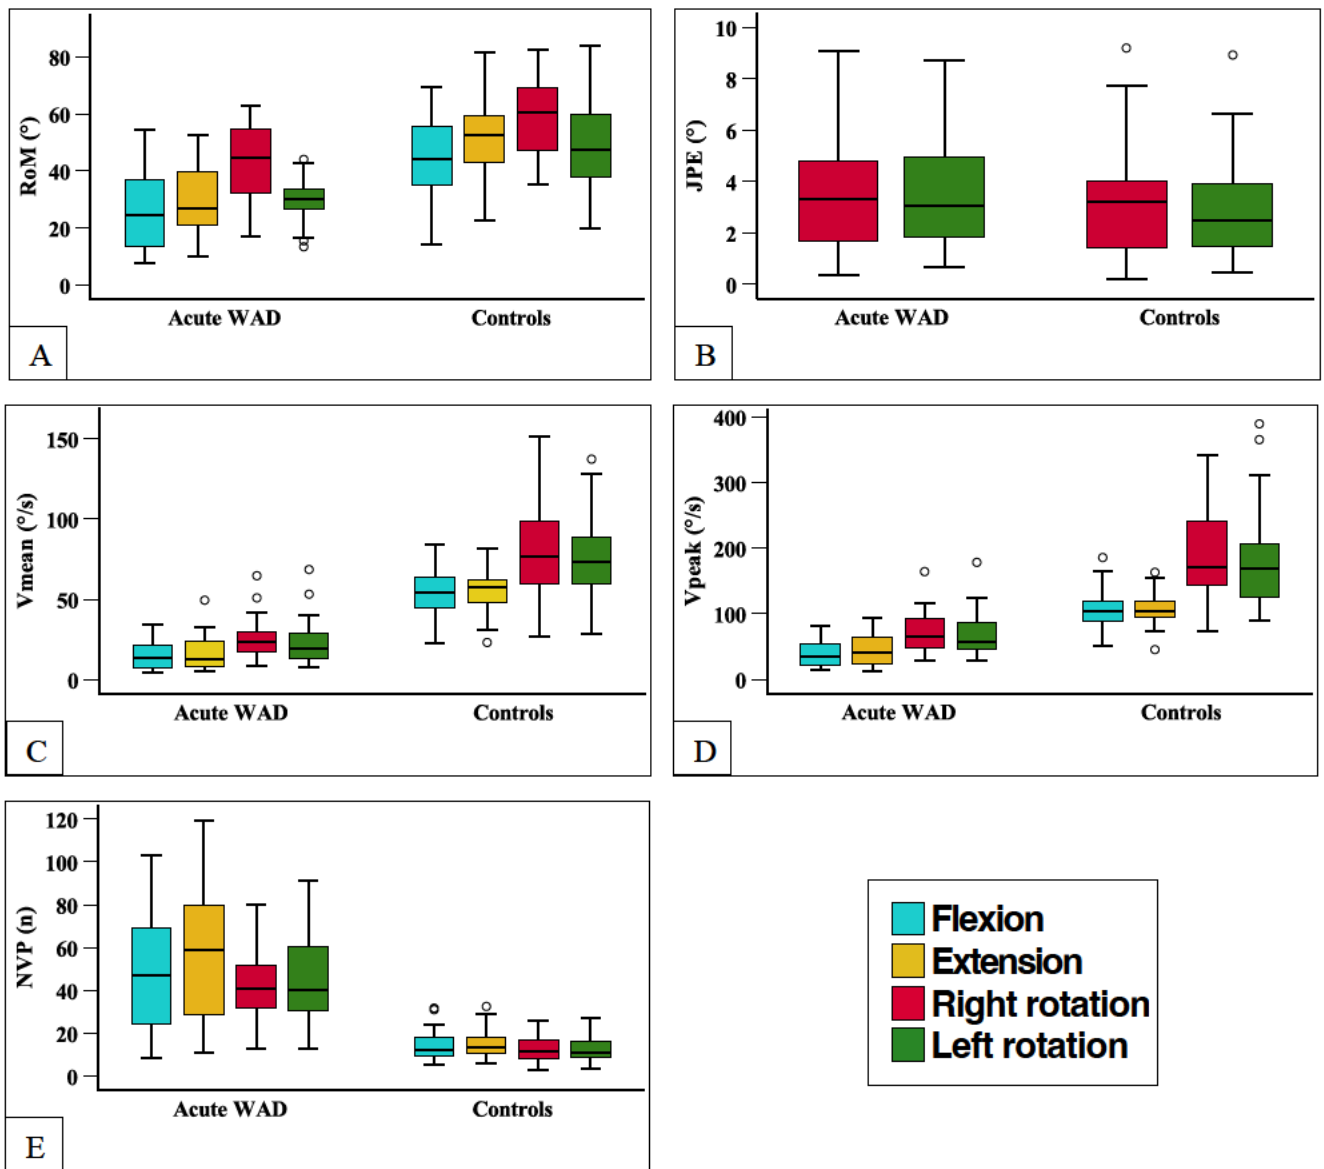 RoM (°)
80
60
40
20
0
Acute WAD
Controls
A
JPE (°)
10
8
6
4
2
0
Acute WAD
Controls
B
Vmean (°/s)
150
100
50
0
Acute WAD
Controls
C
Vpeak (°/s)
400
300
200
100
0
Acute WAD
Controls
D
NVP (n)
120
100
80
60
40
20
0
Acute WAD
Controls
E
Flexion
Extension
Right rotation
Left rotation